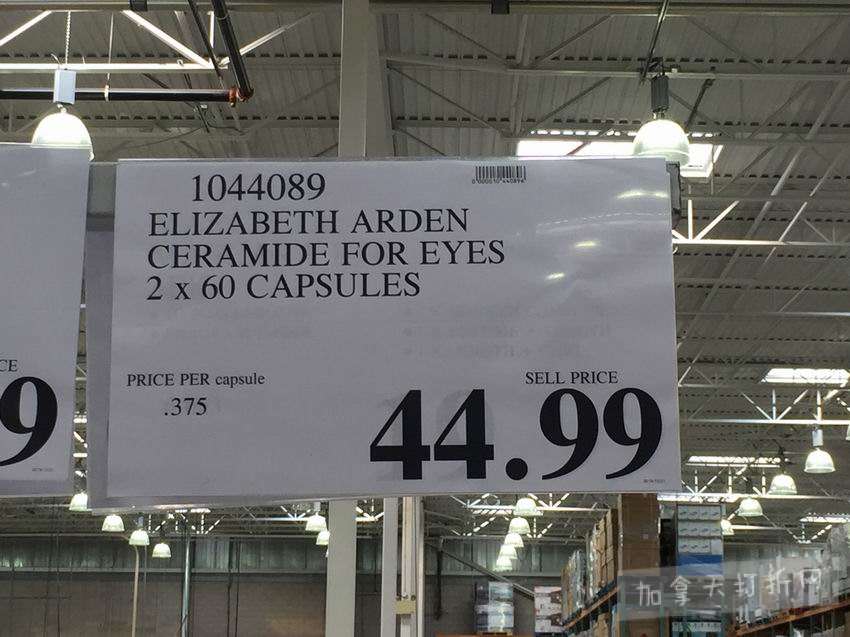 1044089
ELIZABETH ARDEN
CERAMIDE FOR EYES
2 x 60 CAPSULES
PRICE PER capsule
.375
SELL PRICE
44.99
CE
9
加拿大打折网